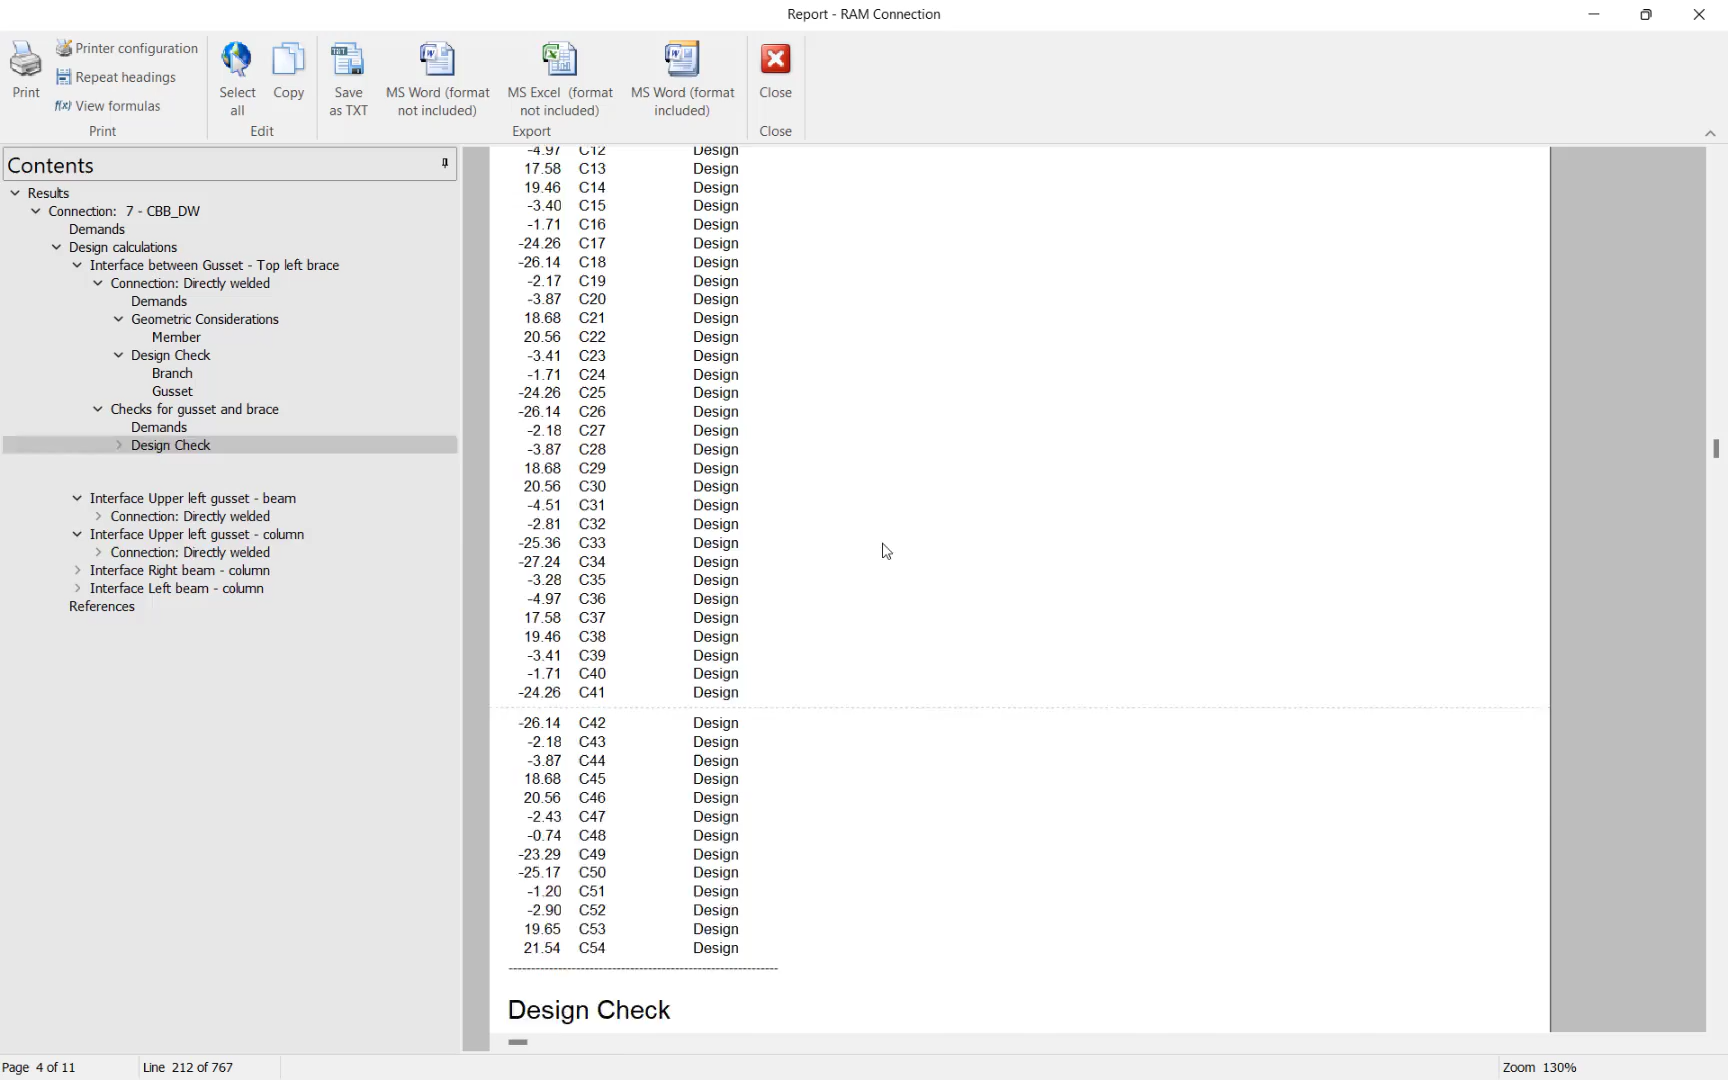 Report - RAM Connection
Print
Printer configuration
Repeat headings
f(x) View formulas
Print
Select all
Copy
Edit
TXT
Save as TXT
MS Word (format not included)
MS Excel (format not included)
MS Word (format included)
Export
Close
Close
Contents
Results
Connection: 7 - CBB_DW
Demands
Design calculations
Interface between Gusset - Top left brace
Connection: Directly welded
Demands
Geometric Considerations
Member
Design Check
Branch
Gusset
Checks for gusset and brace
Demands
Design Check
Interface Upper left gusset - beam
Connection: Directly welded
Interface Upper left gusset - column
Connection: Directly welded
Interface Right beam - column
Interface Left beam - column
References
-4.97 C12 Design
17.58 C13 Design
19.46 C14 Design
-3.40 C15 Design
-1.71 C16 Design
-24.26 C17 Design
-26.14 C18 Design
-2.17 C19 Design
-3.87 C20 Design
18.68 C21 Design
20.56 C22 Design
-3.41 C23 Design
-1.71 C24 Design
-24.26 C25 Design
-26.14 C26 Design
-2.18 C27 Design
-3.87 C28 Design
18.68 C29 Design
20.56 C30 Design
-4.51 C31 Design
-2.81 C32 Design
-25.36 C33 Design
-27.24 C34 Design
-3.28 C35 Design
-4.97 C36 Design
17.58 C37 Design
19.46 C38 Design
-3.41 C39 Design
-1.71 C40 Design
-24.26 C41 Design
-26.14 C42 Design
-2.18 C43 Design
-3.87 C44 Design
18.68 C45 Design
20.56 C46 Design
-2.43 C47 Design
-0.74 C48 Design
-23.29 C49 Design
-25.17 C50 Design
-1.20 C51 Design
-2.90 C52 Design
19.65 C53 Design
21.54 C54 Design
Design Check
Page 4 of 11
Line 212 of 767
Zoom 130%